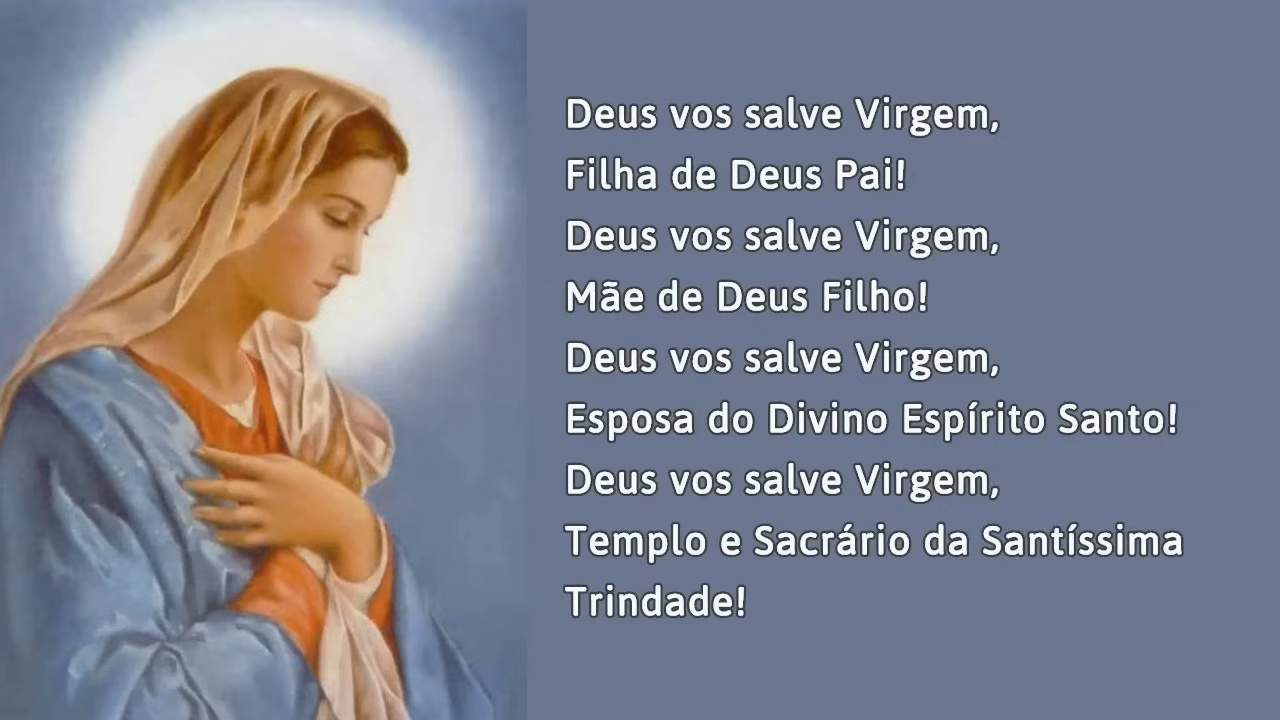 Deus vos salve Virgem,
Filha de Deus Pai!
Deus vos salve Virgem,
Mãe de Deus Filho!
Deus vos salve Virgem,
Esposa do Divino Espírito Santo!
Deus vos salve Virgem,
Templo e Sacrário da Santíssima
Trindade!